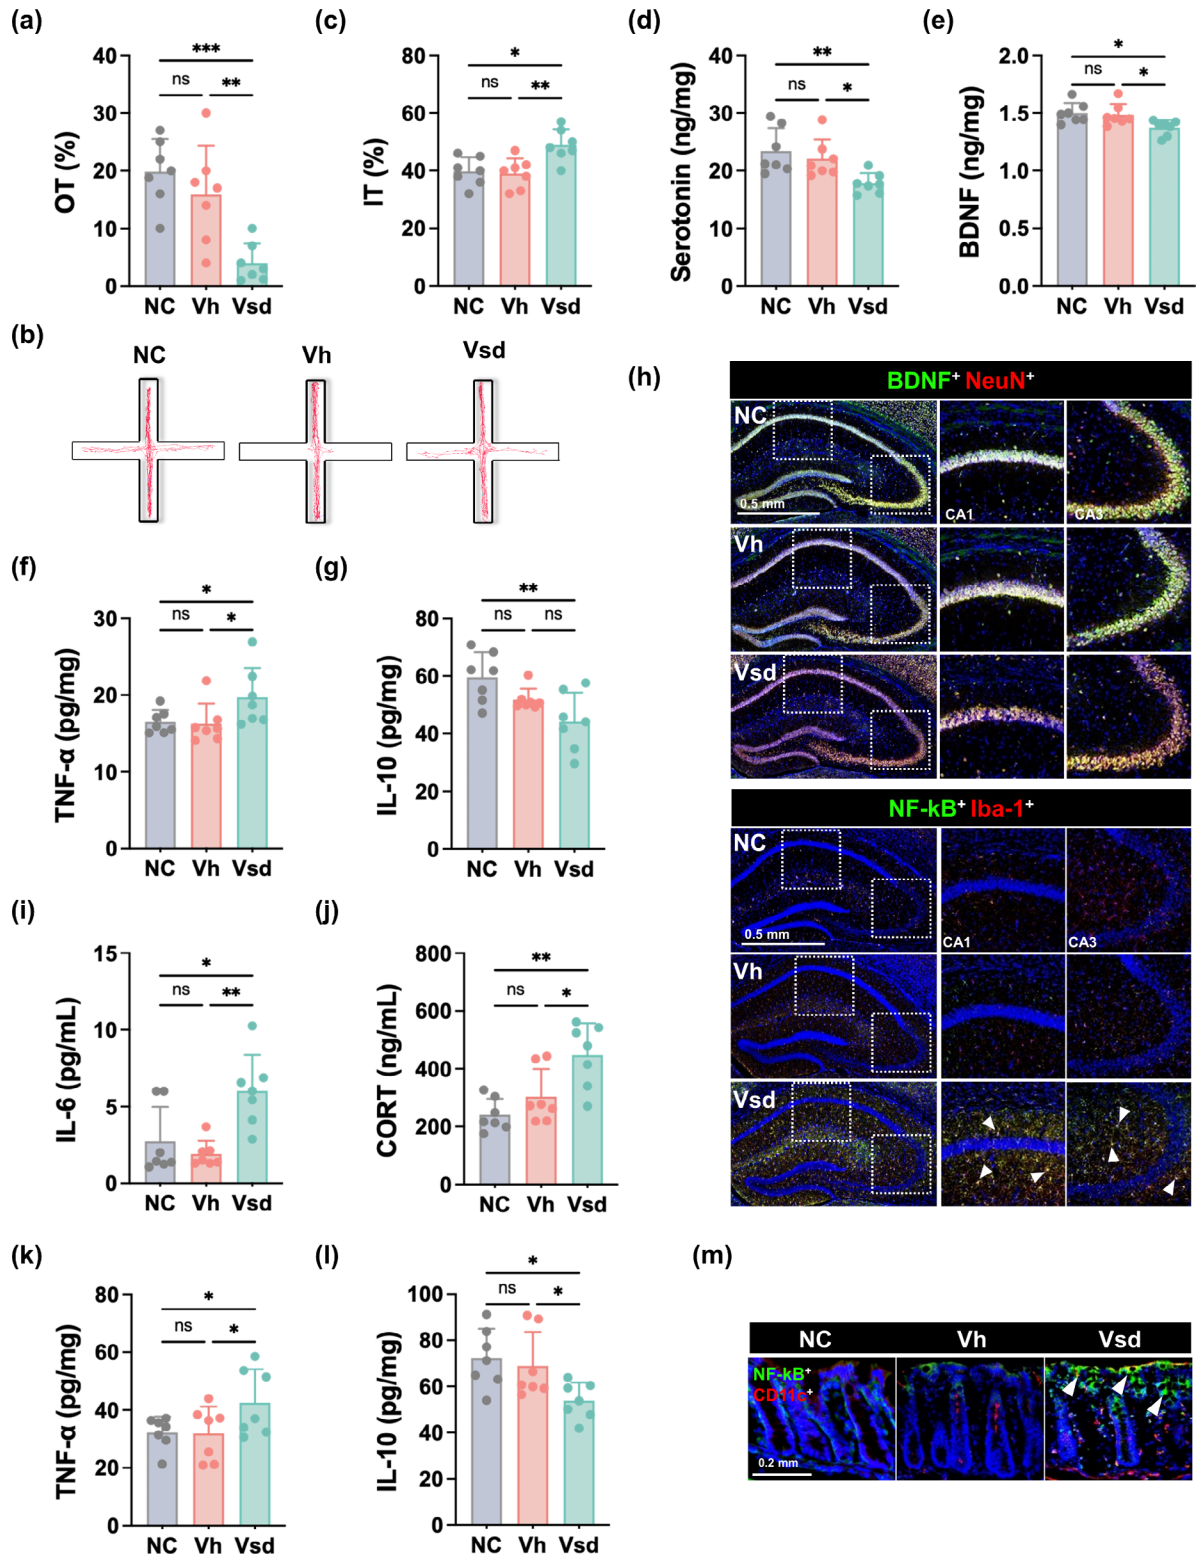 (a)
OT (%)
40
30
20
10
0
***
ns
**
NC Vh Vsd
(c)
IT (%)
80
60
40
20
0
*
ns
**
NC Vh Vsd
(d)
Serotonin (ng/mg)
40
30
20
10
0
**
ns
*
NC Vh Vsd
(e)
BDNF (ng/mg)
2.0
1.5
1.0
0.5
0.0
*
ns
*
NC Vh Vsd
(b)
NC
Vh
Vsd
(f)
TNF-α (pg/mg)
30
20
10
0
*
ns
*
NC Vh Vsd
(g)
IL-10 (pg/mg)
80
60
40
20
0
**
ns
ns
NC Vh Vsd
(h)
BDNF+ NeuN+
NC
0.5 mm
CA1
CA3
Vh
Vsd
NF-kB+ Iba-1+
NC
0.5 mm
CA1
CA3
Vh
Vsd
(i)
IL-6 (pg/mL)
15
10
5
0
*
ns
**
NC Vh Vsd
(j)
CORT (ng/mL)
800
600
400
200
0
**
ns
*
NC Vh Vsd
(k)
TNF-α (pg/mg)
80
60
40
20
0
*
ns
*
NC Vh Vsd
(l)
IL-10 (pg/mg)
100
80
60
40
20
0
*
ns
*
NC Vh Vsd
(m)
NC Vh Vsd
NF-kB+
CD11c+
0.2 mm